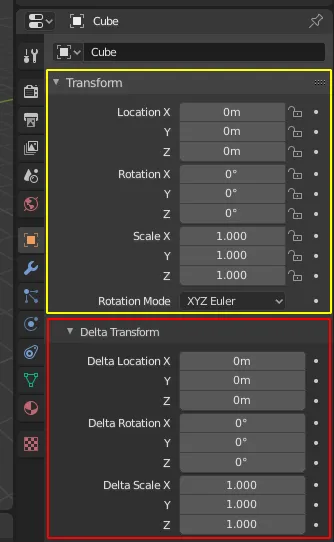 Cube
Cube
Transform
Location X 0m
Y 0m
Z 0m
Rotation X 0°
Y 0°
Z 0°
Scale X 1.000
Y 1.000
Z 1.000
Rotation Mode XYZ Euler
Delta Transform
Delta Location X 0m
Y 0m
Z 0m
Delta Rotation X 0°
Y 0°
Z 0°
Delta Scale X 1.000
Y 1.000
Z 1.000